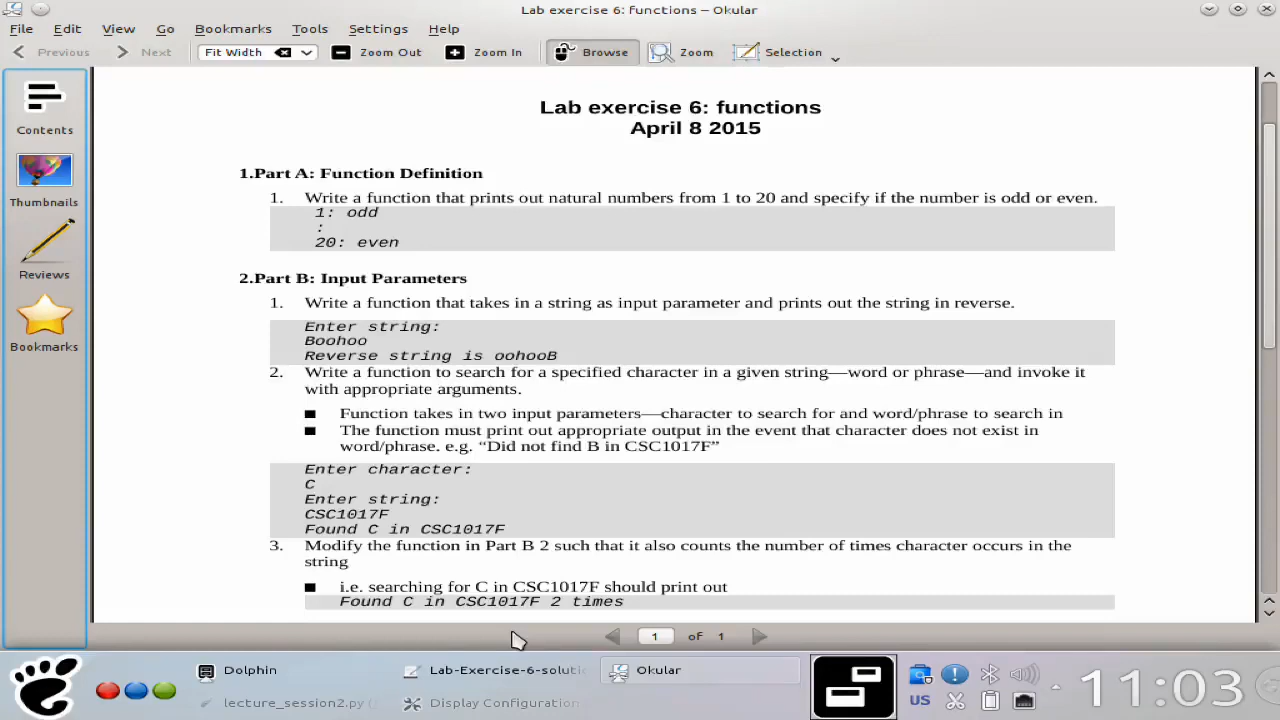 Lab exercise 6: functions – Okular
File Edit View Go Bookmarks Tools Settings Help
Previous Next Fit Width Zoom Out Zoom In Browse Zoom Selection
Contents
Thumbnails
Reviews
Bookmarks
Lab exercise 6: functions
April 8 2015
1.Part A: Function Definition
1. Write a function that prints out natural numbers from 1 to 20 and specify if the number is odd or even.
1: odd
:
20: even
2.Part B: Input Parameters
1. Write a function that takes in a string as input parameter and prints out the string in reverse.
Enter string:
Boohoo
Reverse string is oohooB
2. Write a function to search for a specified character in a given string—word or phrase—and invoke it
with appropriate arguments.
Function takes in two input parameters—character to search for and word/phrase to search in
The function must print out appropriate output in the event that character does not exist in
word/phrase. e.g. “Did not find B in CSC1017F”
Enter character:
C
Enter string:
CSC1017F
Found C in CSC1017F
3. Modify the function in Part B 2 such that it also counts the number of times character occurs in the
string
i.e. searching for C in CSC1017F should print out
Found C in CSC1017F 2 times
1 of 1
Dolphin Lab-Exercise-6-soluti Okular
lecture_session2.py ( Display Configuration
US
11:03